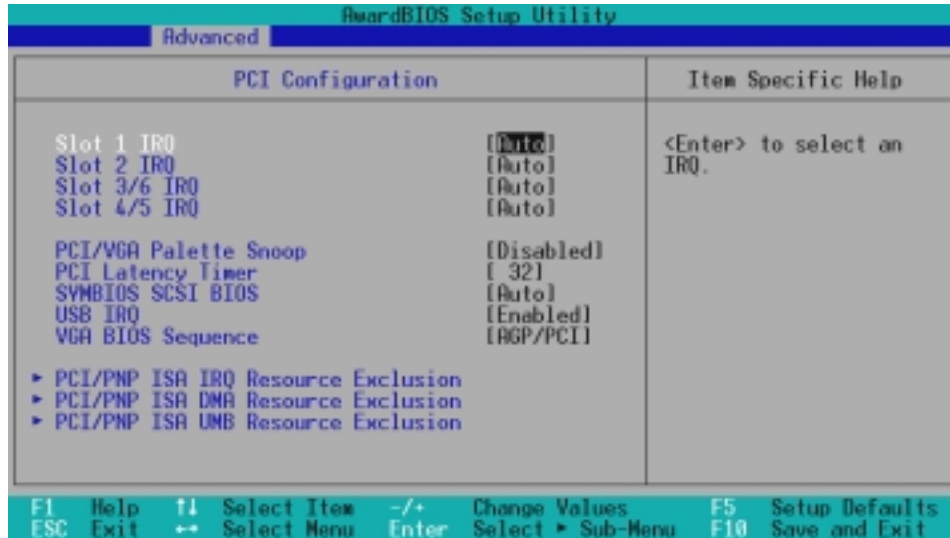 AwardBIOS Setup Utility
Advanced
PCI Configuration
Item Specific Help
Slot 1 IRQ [Auto]
Slot 2 IRQ [Auto]
Slot 3/6 IRQ [Auto]
Slot 4/5 IRQ [Auto]
PCI/VGA Palette Snoop [Disabled]
PCI Latency Timer [ 32]
SYMBIOS SCSI BIOS [Auto]
USB IRQ [Enabled]
VGA BIOS Sequence [AGP/PCI]
► PCI/PNP ISA IRQ Resource Exclusion
► PCI/PNP ISA DMA Resource Exclusion
► PCI/PNP ISA UMB Resource Exclusion
<Enter> to select an
IRQ.
F1 Help ↑↓ Select Item -/+ Change Values F5 Setup Defaults
ESC Exit ↔ Select Menu Enter Select ► Sub-Menu F10 Save and Exit